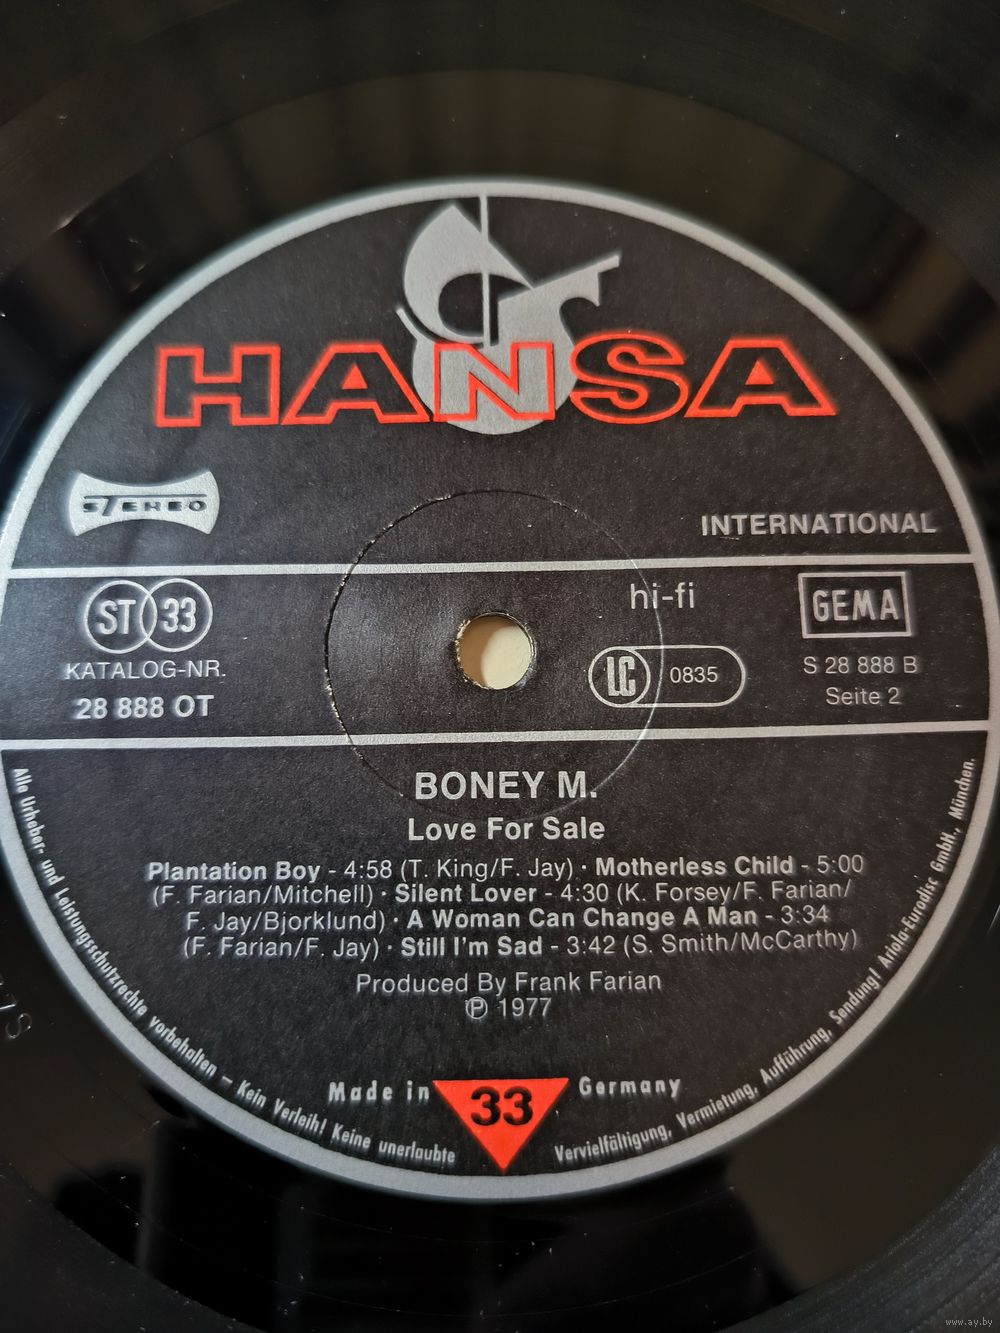 HANSA
STEREO
INTERNATIONAL
ST 33
hi-fi
GEMA
KATALOG-NR.
LC 0835
S 28 888 B
28 888 OT
Seite 2
BONEY M.
Love For Sale
Plantation Boy - 4:58 (T. King/F. Jay) · Motherless Child - 5:00
(F. Farian/Mitchell) · Silent Lover - 4:30 (K. Forsey/F. Farian/
F. Jay/Bjorklund) · A Woman Can Change A Man - 3:34
(F. Farian/F. Jay) · Still I'm Sad - 3:42 (S. Smith/McCarthy)
Produced By Frank Farian
℗ 1977
Made in 33 Germany
Alle Urheber- und Leistungsschutzrechte vorbehalten – Kein Verleih! Keine unerlaubte Vervielfältigung, Vermietung, Aufführung, Sendung! Ariola-Eurodisc GmbH., München.
www.ay.by